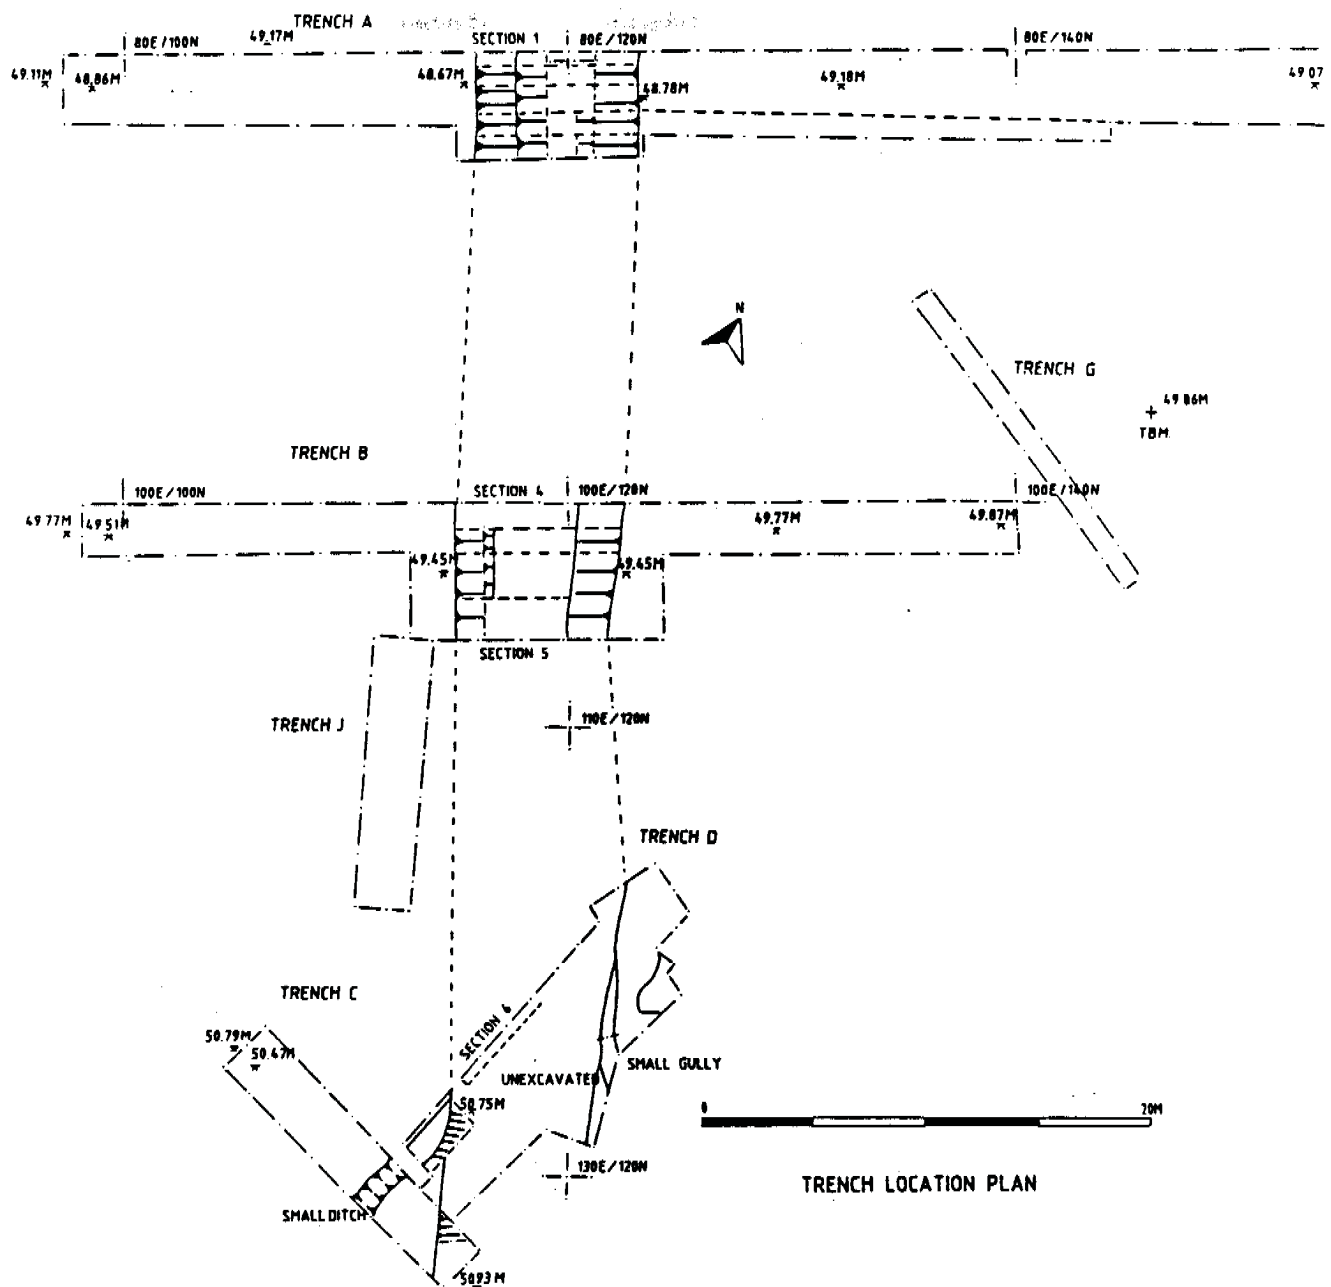 TRENCH A
80E/100N
49.17M
SECTION 1
80E/120N
80E/140N
49.11M
48.86M
48.67M
48.78M
49.18M
49.07
N
TRENCH G
49 86M
TBM
TRENCH B
100E/100N
SECTION 4
100E/120N
100E/140N
49.77M
49.51M
49.45M
49.45M
49.77M
49.87M
SECTION 5
TRENCH J
110E/120N
TRENCH D
TRENCH C
SECTION 6
50.79M
50.47M
UNEXCAVATED
SMALL GULLY
50.75M
0
20M
130E/120N
TRENCH LOCATION PLAN
SMALL DITCH
50.93M